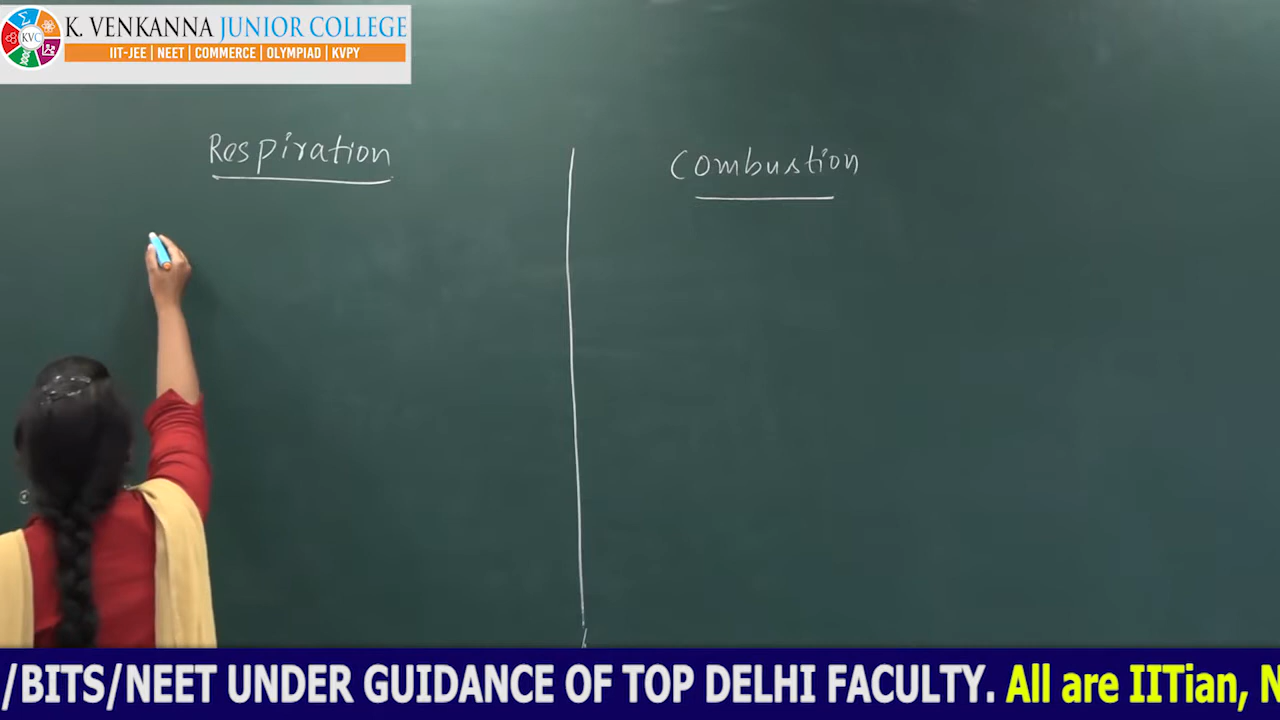 KVC
K. VENKANNA JUNIOR COLLEGE
IIT-JEE | NEET | COMMERCE | OLYMPIAD | KVPY
Respiration
Combustion
/BITS/NEET UNDER GUIDANCE OF TOP DELHI FACULTY. All are IITian, N